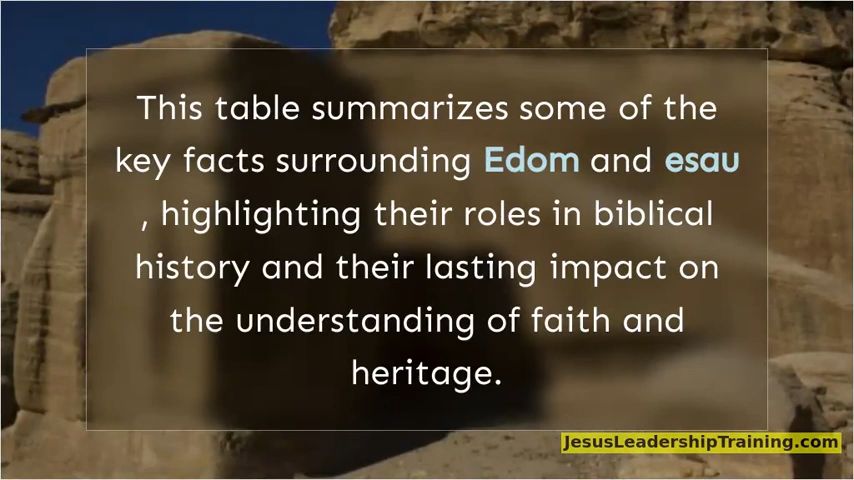 This table summarizes some of the
key facts surrounding Edom and esau
, highlighting their roles in biblical
history and their lasting impact on
the understanding of faith and
heritage.
JesusLeadershipTraining.com